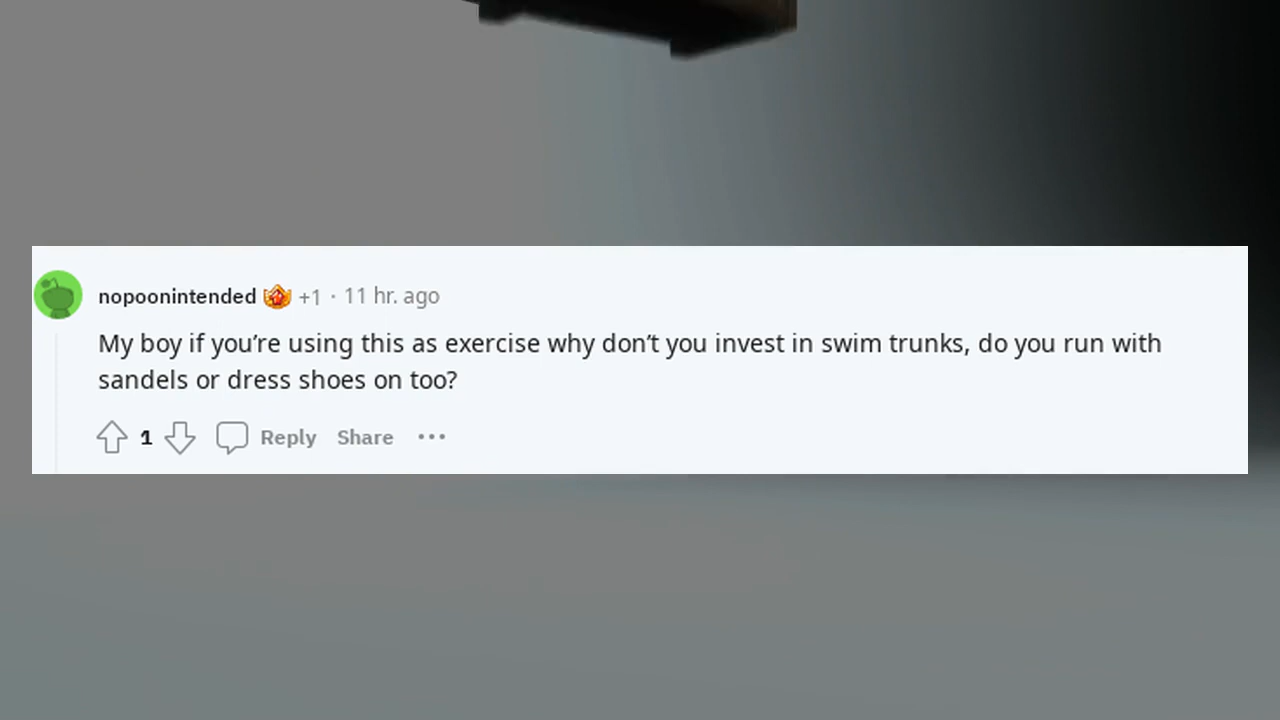 nopoonintended +1 · 11 hr. ago
My boy if you’re using this as exercise why don’t you invest in swim trunks, do you run with
sandels or dress shoes on too?
1 Reply Share ···